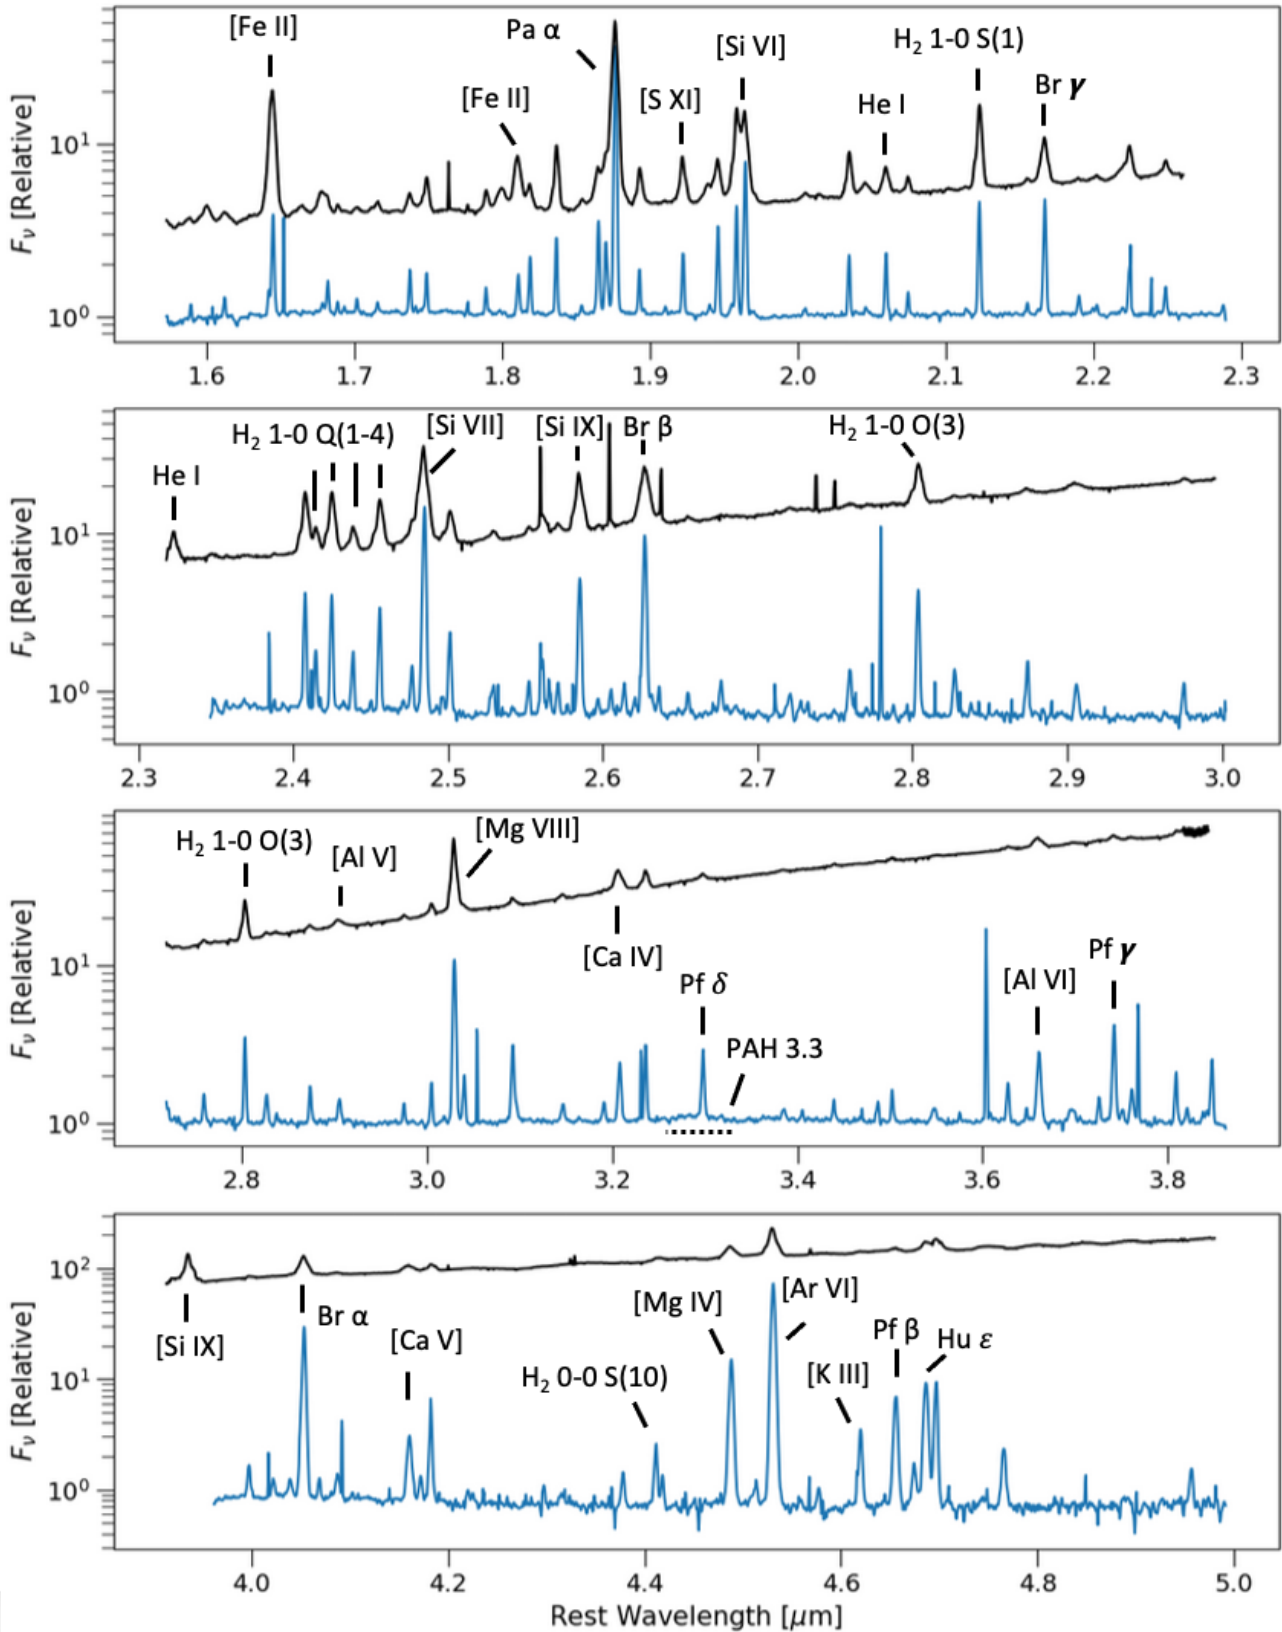 [Fe II]
Pa α
[Si VI]
H₂ 1-0 S(1)
[Fe II]
[S XI]
He I
Br γ
Fν [Relative]
10¹
10⁰
1.6 1.7 1.8 1.9 2.0 2.1 2.2 2.3
H₂ 1-0 Q(1-4)
[Si VII]
[Si IX]
Br β
H₂ 1-0 O(3)
He I
Fν [Relative]
10¹
10⁰
2.3 2.4 2.5 2.6 2.7 2.8 2.9 3.0
H₂ 1-0 O(3)
[Al V]
[Mg VIII]
[Ca IV]
Pf δ
PAH 3.3
[Al VI]
Pf γ
Fν [Relative]
10¹
10⁰
2.8 3.0 3.2 3.4 3.6 3.8
[Si IX]
Br α
[Ca V]
H₂ 0-0 S(10)
[Mg IV]
[Ar VI]
[K III]
Pf β
Hu ε
Fν [Relative]
10²
10¹
10⁰
4.0 4.2 4.4 4.6 4.8 5.0
Rest Wavelength [μm]